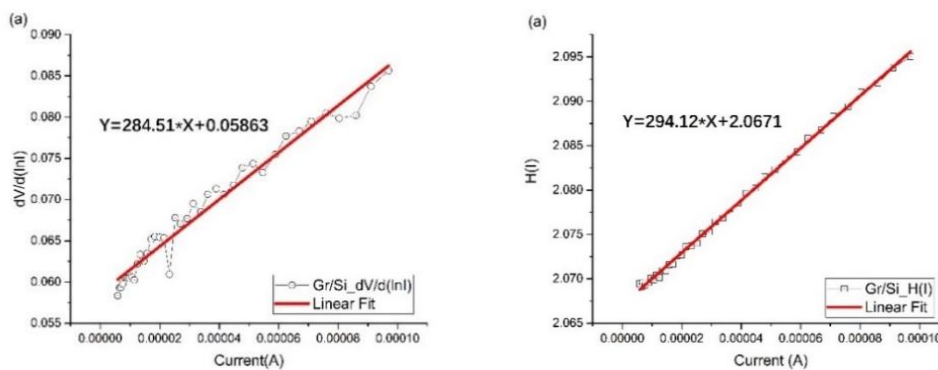 (a)
0.090
0.085
0.080
0.075
0.070
0.065
0.060
0.055
dV/d(lnI)
Y=284.51*X+0.05863
Gr/Si_dV/d(lnI)
Linear Fit
0.00000 0.00002 0.00004 0.00006 0.00008 0.00010
Current(A)
(a)
2.095
2.090
2.085
2.080
2.075
2.070
2.065
H(I)
Y=294.12*X+2.0671
Gr/Si_H(I)
Linear Fit
0.00000 0.00002 0.00004 0.00006 0.00008 0.00010
Current (A)